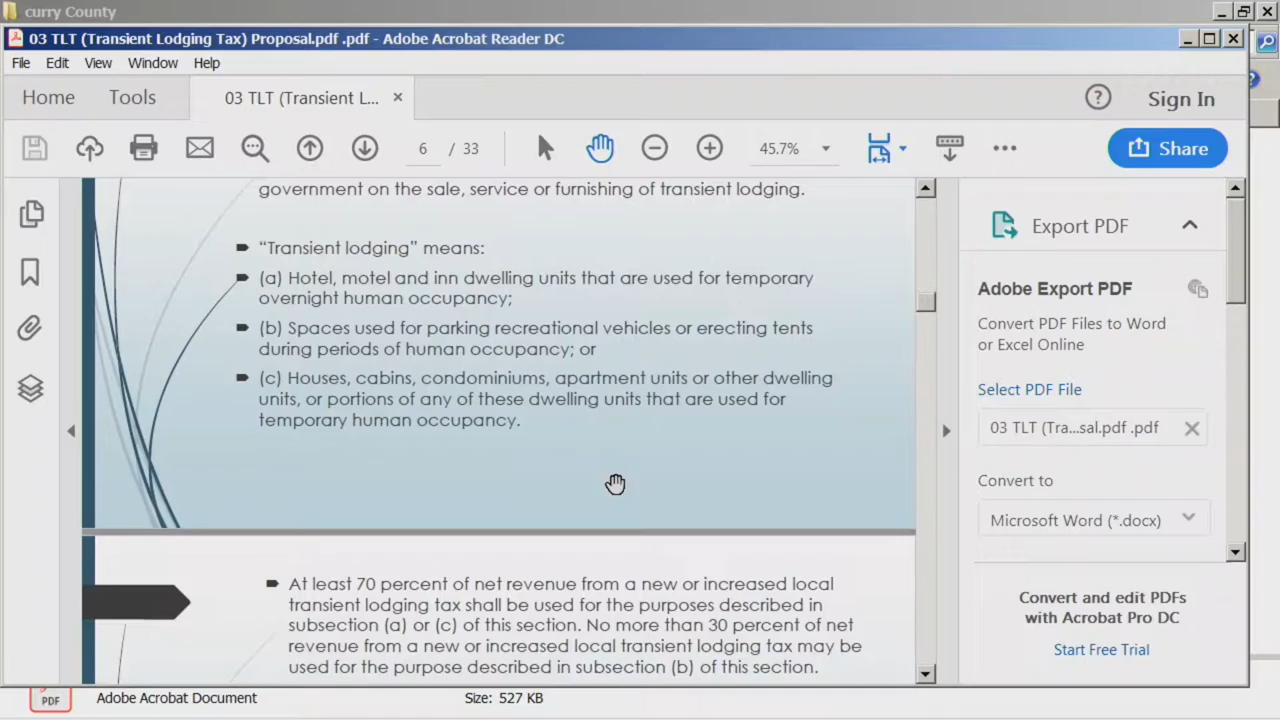 curry County
03 TLT (Transient Lodging Tax) Proposal.pdf .pdf - Adobe Acrobat Reader DC
File Edit View Window Help
Home Tools 03 TLT (Transient L... × ? Sign In
6 / 33 45.7% Share
government on the sale, service or furnishing of transient lodging.
“Transient lodging” means:
(a) Hotel, motel and inn dwelling units that are used for temporary
overnight human occupancy;
(b) Spaces used for parking recreational vehicles or erecting tents
during periods of human occupancy; or
(c) Houses, cabins, condominiums, apartment units or other dwelling
units, or portions of any of these dwelling units that are used for
temporary human occupancy.
At least 70 percent of net revenue from a new or increased local
transient lodging tax shall be used for the purposes described in
subsection (a) or (c) of this section. No more than 30 percent of net
revenue from a new or increased local transient lodging tax may be
used for the purpose described in subsection (b) of this section.
Export PDF
Adobe Export PDF
Convert PDF Files to Word
or Excel Online
Select PDF File
03 TLT (Tra...sal.pdf .pdf
Convert to
Microsoft Word (*.docx)
Convert and edit PDFs
with Acrobat Pro DC
Start Free Trial
PDF Adobe Acrobat Document Size: 527 KB